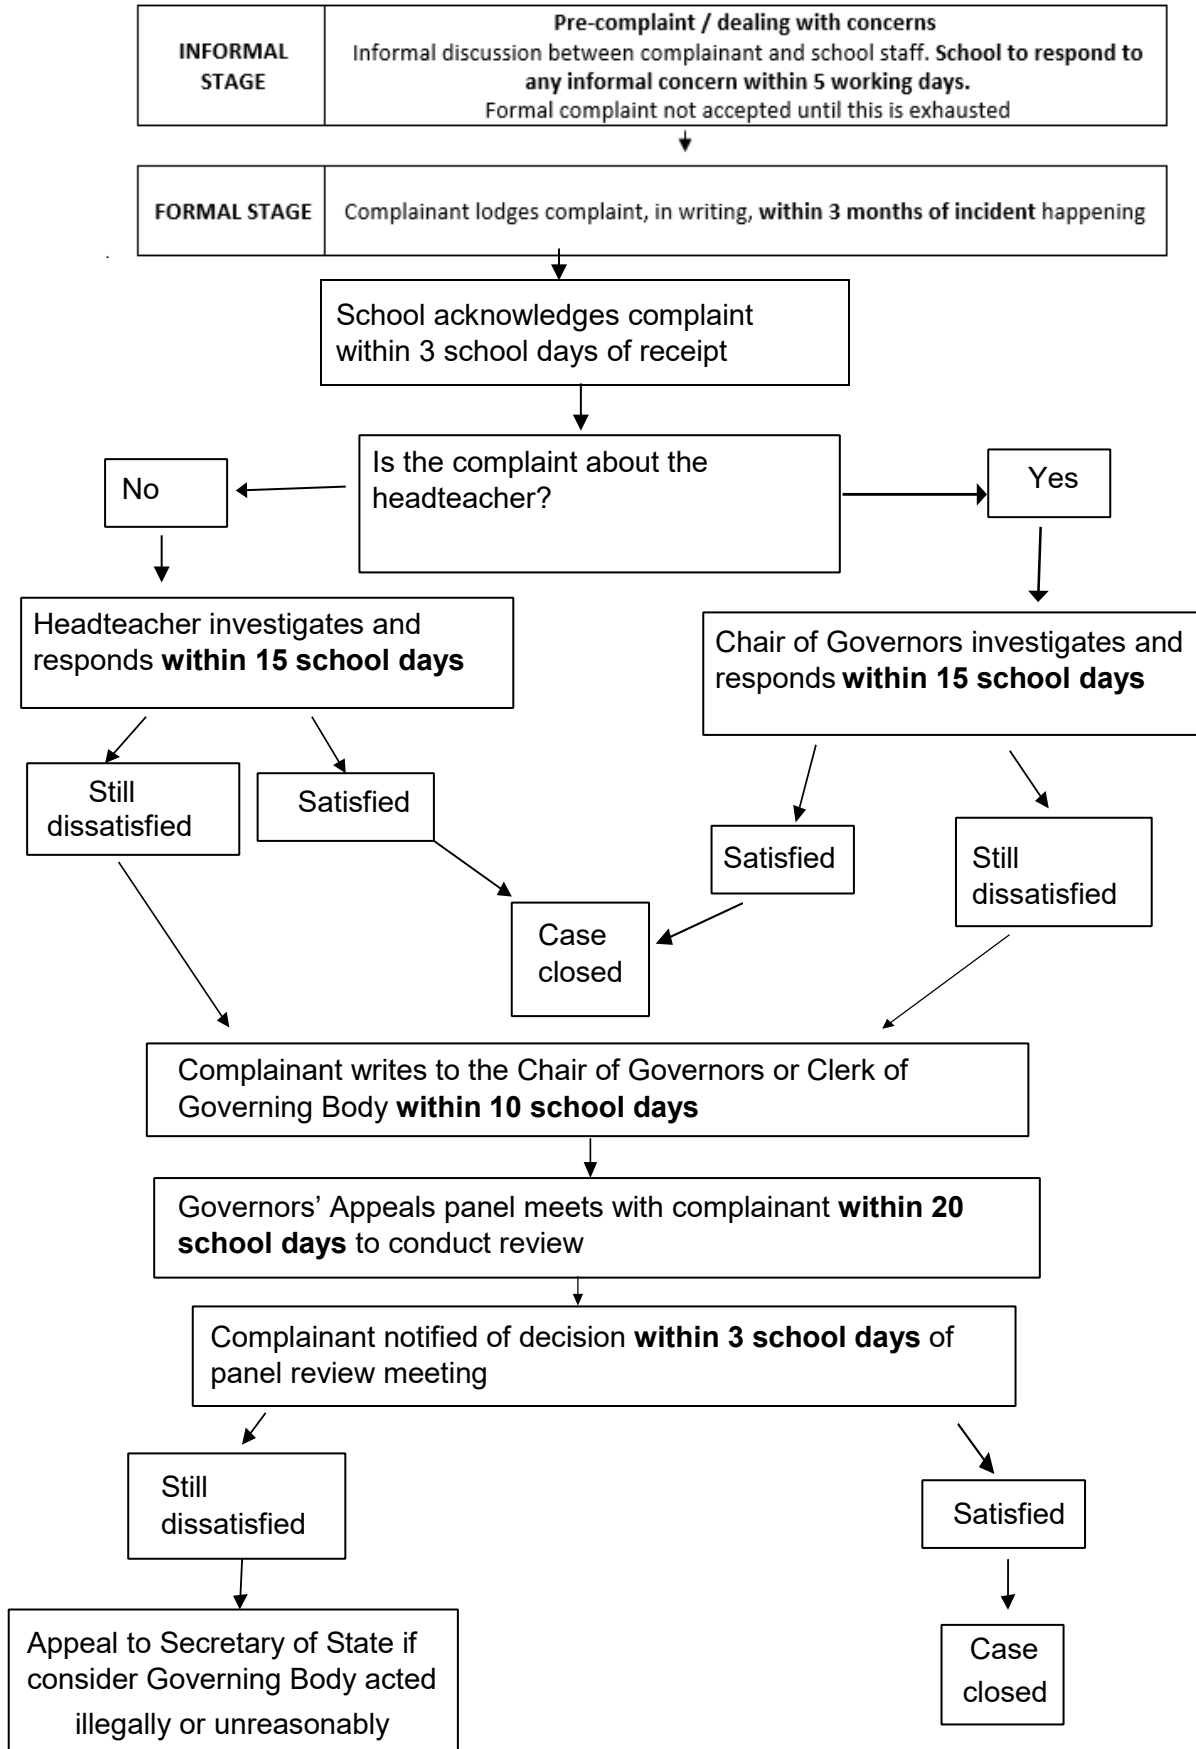 Pre-complaint / dealing with concerns
INFORMAL
STAGE
Informal discussion between complainant and school staff. School to respond to
any informal concern within 5 working days.
Formal complaint not accepted until this is exhausted
FORMAL STAGE
Complainant lodges complaint, in writing, within 3 months of incident happening
School acknowledges complaint
within 3 school days of receipt
Is the complaint about the
headteacher?
No
Yes
Headteacher investigates and
responds within 15 school days
Chair of Governors investigates and
responds within 15 school days
Still
dissatisfied
Satisfied
Satisfied
Still
dissatisfied
Case
closed
Complainant writes to the Chair of Governors or Clerk of
Governing Body within 10 school days
Governors’ Appeals panel meets with complainant within 20
school days to conduct review
Complainant notified of decision within 3 school days of
panel review meeting
Still
dissatisfied
Satisfied
Appeal to Secretary of State if
consider Governing Body acted
illegally or unreasonably
Case
closed